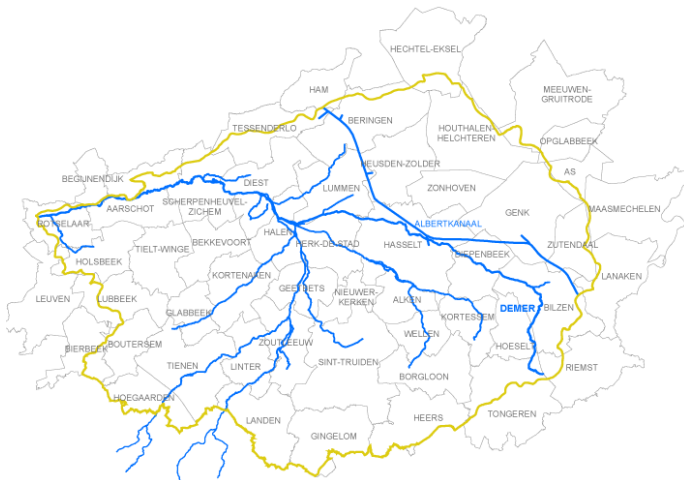 HECHTEL-EKSEL
HAM
MEEUWEN-
GRUITRODE
BERINGEN
TESSENDERLO
HOUTHALEN-
HELCHTEREN
OPGLABBEEK
HEUSDEN-ZOLDER
AS
BEGIJNENDIJK
DIEST
LUMMEN
ZONHOVEN
SCHERPENHEUVEL-
ZICHEM
AARSCHOT
MAASMECHELEN
GENK
ROTSELAAR
ALBERTKANAAL
HALEN
BEKKEVOORT
HERK-DE-STAD
HASSELT
ZUTENDAAL
TIELT-WINGE
DIEPENBEEK
HOLSBEEK
KORTENAKEN
LANAKEN
GEETBETS
NIEUWER-
KERKEN
LEUVEN
LUBBEEK
ALKEN
DEMER
BILZEN
GLABBEEK
KORTESSEM
WELLEN
BOUTERSEM
ZOUTLEEUW
HOESELT
BIERBEEK
TIENEN
LINTER
SINT-TRUIDEN
RIEMST
BORGLOON
HOEGAARDEN
LANDEN
HEERS
TONGEREN
GINGELOM